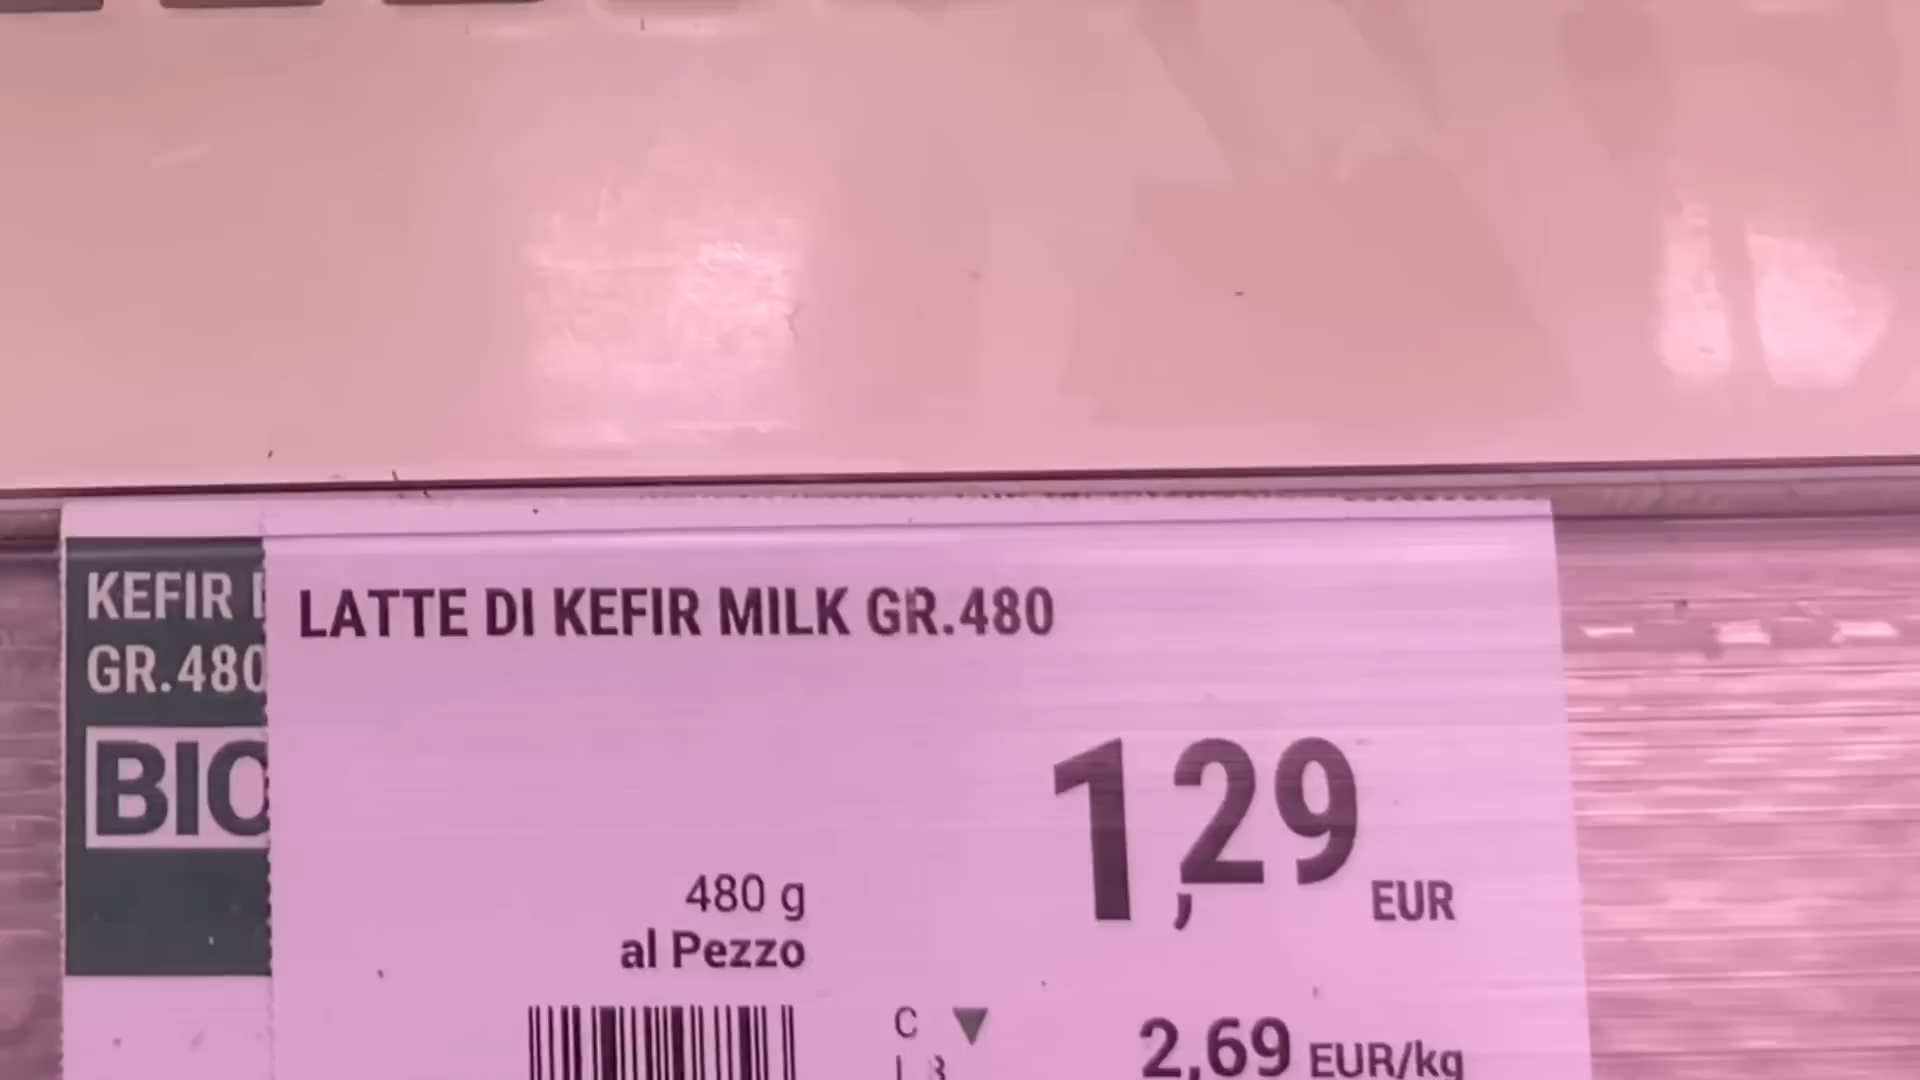 KEFIR
GR.480
BIO
LATTE DI KEFIR MILK GR.480
1,29 EUR
480 g
al Pezzo
C
2,69 EUR/kg